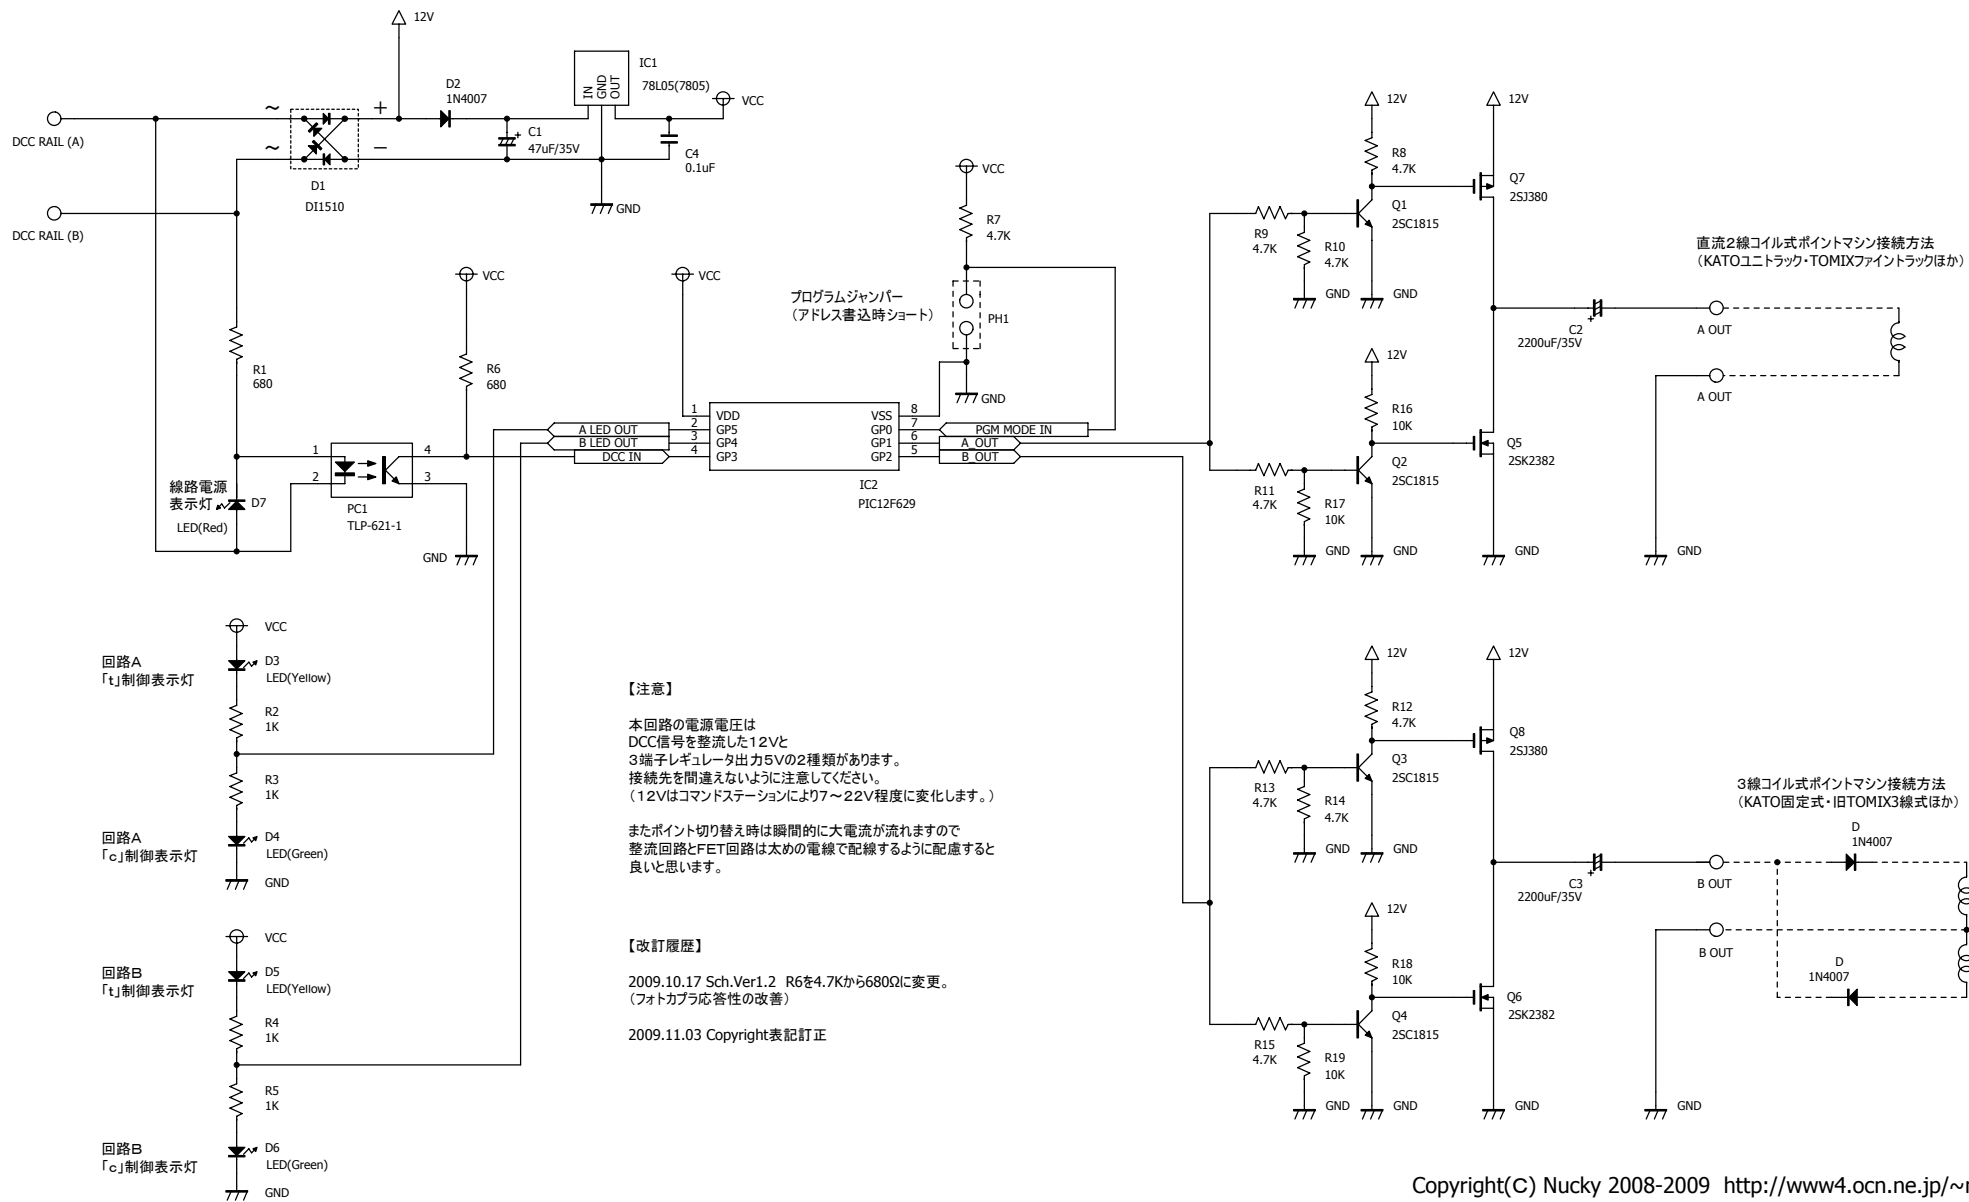 12V
IC1
78L05(7805)
IN
GND
OUT
D2
1N4007
VCC
~
+
DCC RAIL (A)
C1
47uF/35V
+
C4
0.1uF
~
−
D1
DI1510
GND
DCC RAIL (B)
VCC
R7
4.7K
VCC
VCC
プログラムジャンパー
(アドレス書込時ショート)
PH1
GND
R1
680
R6
680
1 VDD
2 GP5
3 GP4
4 GP3
VSS 8
GP0 7
GP1 6
GP2 5
A LED OUT
B LED OUT
DCC IN
PGM MODE IN
A_OUT
B_OUT
IC2
PIC12F629
1
2
4
3
PC1
TLP-621-1
線路電源
表示灯
D7
LED(Red)
GND
12V
12V
R8
4.7K
Q7
2SJ380
Q1
2SC1815
R9
4.7K
R10
4.7K
GND
GND
直流2線コイル式ポイントマシン接続方法
(KATOユニトラック・TOMIXファイントラックほか)
C2
2200uF/35V
+
A OUT
A OUT
12V
R16
10K
Q5
2SK2382
Q2
2SC1815
R11
4.7K
R17
10K
GND
GND
GND
GND
VCC
回路A
「t」制御表示灯
D3
LED(Yellow)
R2
1K
R3
1K
回路A
「c」制御表示灯
D4
LED(Green)
GND
VCC
回路B
「t」制御表示灯
D5
LED(Yellow)
R4
1K
R5
1K
回路B
「c」制御表示灯
D6
LED(Green)
GND
【注意】
本回路の電源電圧は
DCC信号を整流した12Vと
3端子レギュレータ出力5Vの2種類があります。
接続先を間違えないように注意してください。
(12Vはコマンドステーションにより7~22V程度に変化します。)
またポイント切り替え時は瞬間的に大電流が流れますので
整流回路とFET回路は太めの電線で配線するように配慮すると
良いと思います。
【改訂履歴】
2009.10.17 Sch.Ver1.2 R6を4.7Kから680Ωに変更。
(フォトカプラ応答性の改善)
2009.11.03 Copyright表記訂正
12V
12V
R12
4.7K
Q8
2SJ380
Q3
2SC1815
R13
4.7K
R14
4.7K
GND
GND
3線コイル式ポイントマシン接続方法
(KATO固定式・旧TOMIX3線式ほか)
D
1N4007
C3
2200uF/35V
+
B OUT
B OUT
D
1N4007
12V
R18
10K
Q6
2SK2382
Q4
2SC1815
R15
4.7K
R19
10K
GND
GND
GND
GND
Copyright(C) Nucky 2008-2009 http://www4.ocn.ne.jp/~